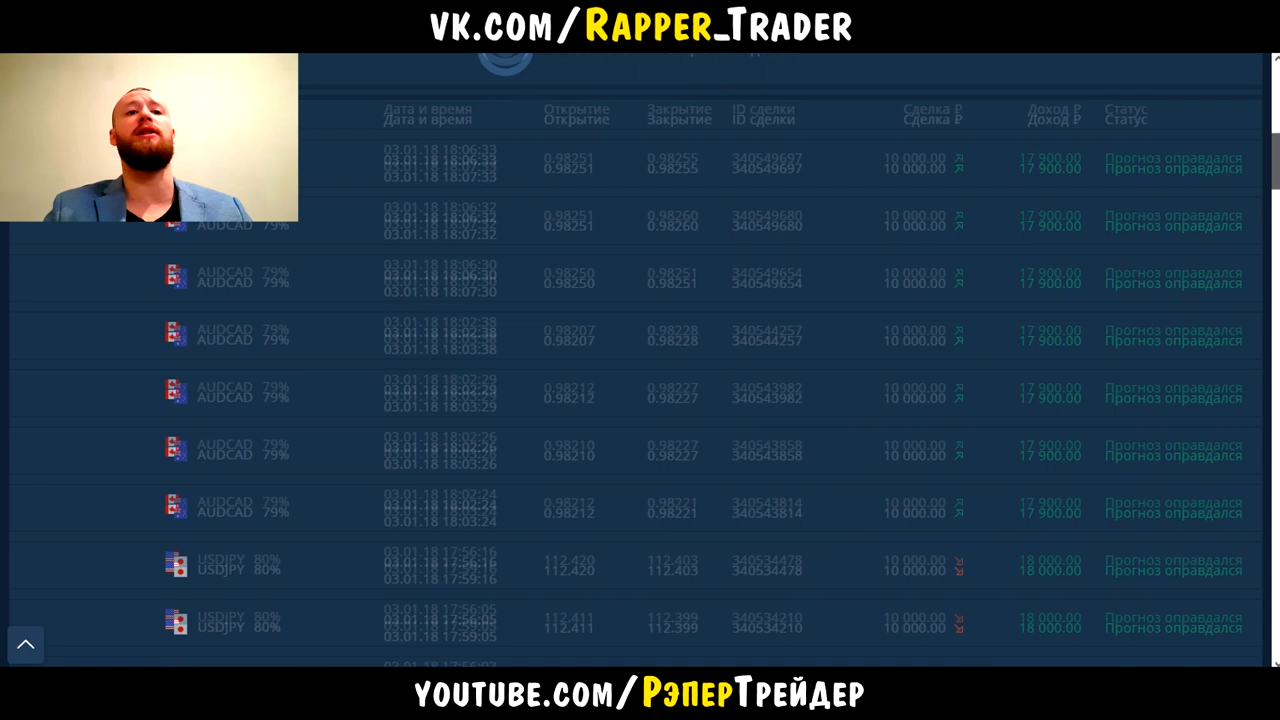 vk.com/Rapper_Trader
Дата и время Открытие Закрытие ID сделки Сделка ₽ Доход ₽ Статус
03.01.18 18:06:33
0.98251 0.98255 340549697 10 000.00 17 900.00 Прогноз оправдался
03.01.18 18:07:33
03.01.18 18:06:32
AUDCAD 79% 0.98251 0.98260 340549680 10 000.00 17 900.00 Прогноз оправдался
03.01.18 18:07:32
03.01.18 18:06:30
AUDCAD 79% 0.98250 0.98251 340549654 10 000.00 17 900.00 Прогноз оправдался
03.01.18 18:07:30
03.01.18 18:02:38
AUDCAD 79% 0.98207 0.98228 340544257 10 000.00 17 900.00 Прогноз оправдался
03.01.18 18:03:38
03.01.18 18:02:29
AUDCAD 79% 0.98212 0.98227 340543982 10 000.00 17 900.00 Прогноз оправдался
03.01.18 18:03:29
03.01.18 18:02:26
AUDCAD 79% 0.98210 0.98227 340543858 10 000.00 17 900.00 Прогноз оправдался
03.01.18 18:03:26
03.01.18 18:02:24
AUDCAD 79% 0.98212 0.98221 340543814 10 000.00 17 900.00 Прогноз оправдался
03.01.18 18:03:24
03.01.18 17:56:16
USDJPY 80% 112.420 112.403 340534478 10 000.00 18 000.00 Прогноз оправдался
03.01.18 17:59:16
03.01.18 17:56:05
USDJPY 80% 112.411 112.399 340534210 10 000.00 18 000.00 Прогноз оправдался
03.01.18 17:59:05
youtube.com/РэперТрейдер